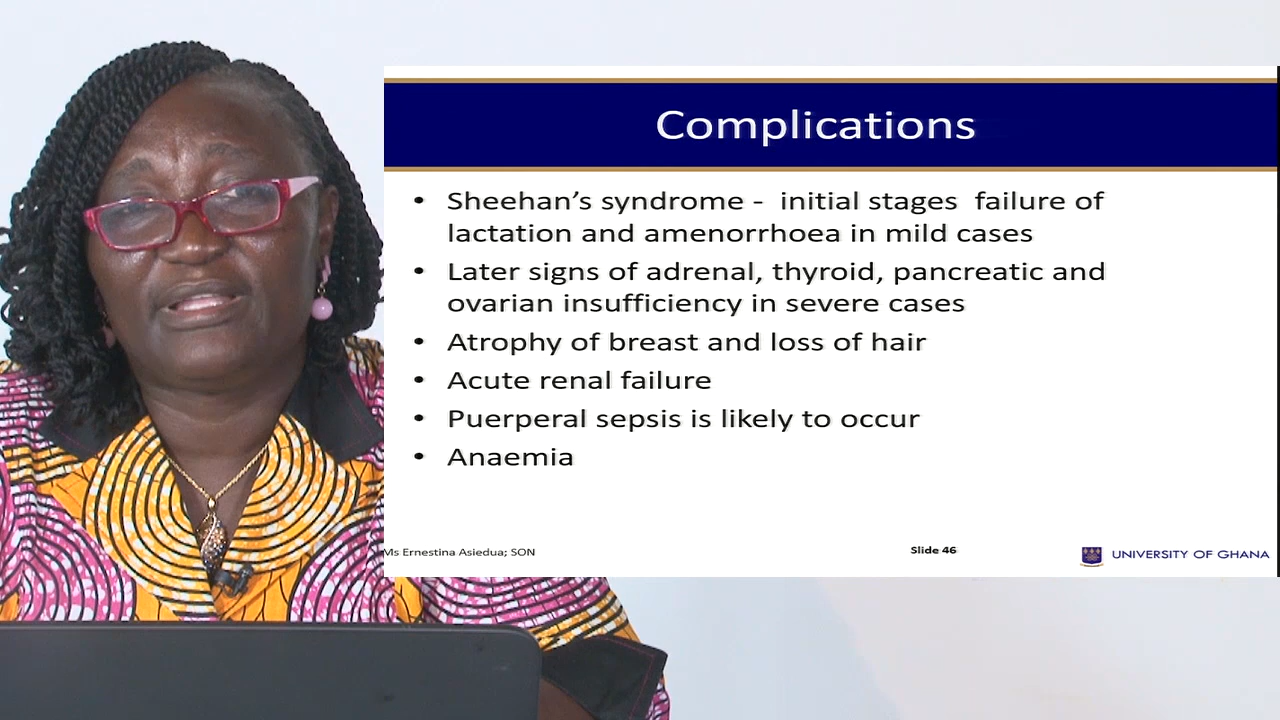 Complications
• Sheehan’s syndrome - initial stages failure of
lactation and amenorrhoea in mild cases
• Later signs of adrenal, thyroid, pancreatic and
ovarian insufficiency in severe cases
• Atrophy of breast and loss of hair
• Acute renal failure
• Puerperal sepsis is likely to occur
• Anaemia
Ms Ernestina Asiedua; SON
Slide 46
UNIVERSITY OF GHANA